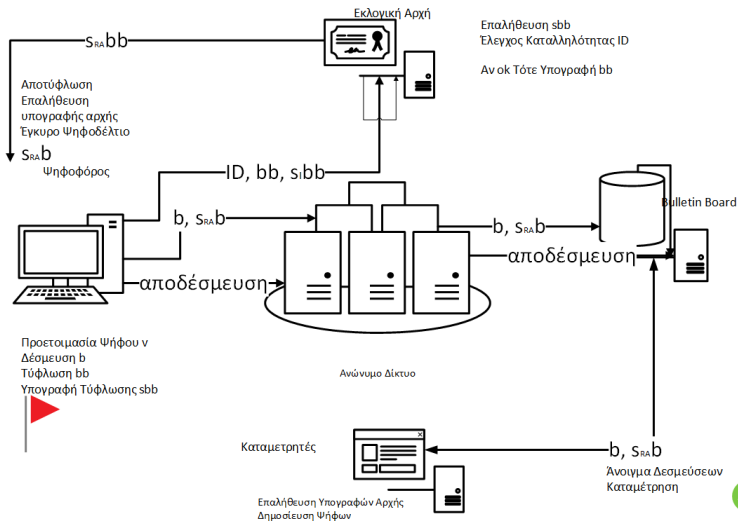 Εκλογική Αρχή
Επαλήθευση sbb
Έλεγχος Καταλληλότητας ID
Αν ok Τότε Υπογραφή bb
sRAbb
Αποτύφλωση
Επαλήθευση
υπογραφής αρχής
Έγκυρο Ψηφοδέλτιο
sRAb
Ψηφοφόρος
ID, bb, sIbb
b, sRAb
b, sRAb
Bulletin Board
αποδέσμευση
αποδέσμευση
Προετοιμασία Ψήφου v
Δέσμευση b
Τύφλωση bb
Υπογραφή Τύφλωσης sbb
Ανώνυμο Δίκτυο
Καταμετρητές
b, sRAb
Άνοιγμα Δεσμεύσεων
Καταμέτρηση
Επαλήθευση Υπογραφών Αρχής
Δημοσίευση Ψήφων